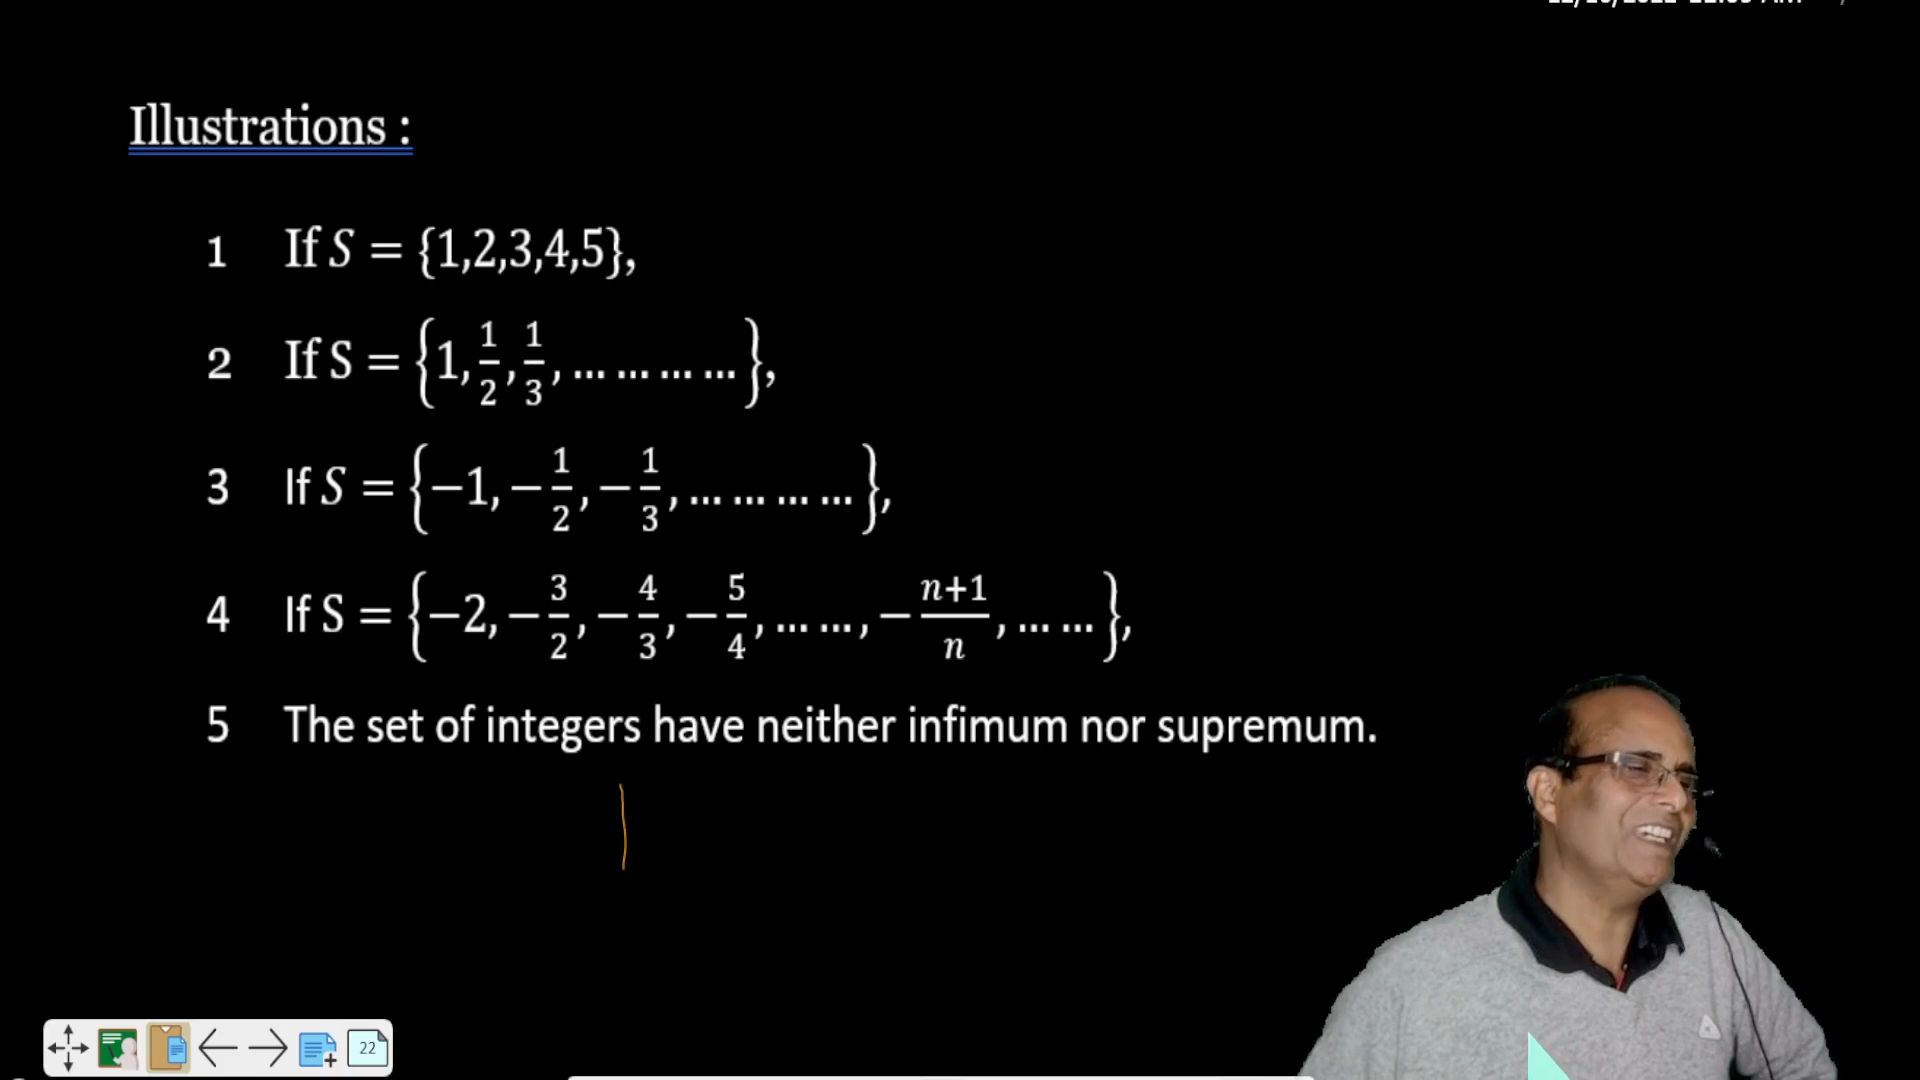 Illustrations :
1 If S = {1,2,3,4,5},
2 If S = {1, 1/2, 1/3, ... ... ... ...},
3 If S = {−1, −1/2, −1/3, ... ... ... ...},
4 If S = {−2, −3/2, −4/3, −5/4, ... ..., −n+1/n, ... ...},
5 The set of integers have neither infimum nor supremum.
22